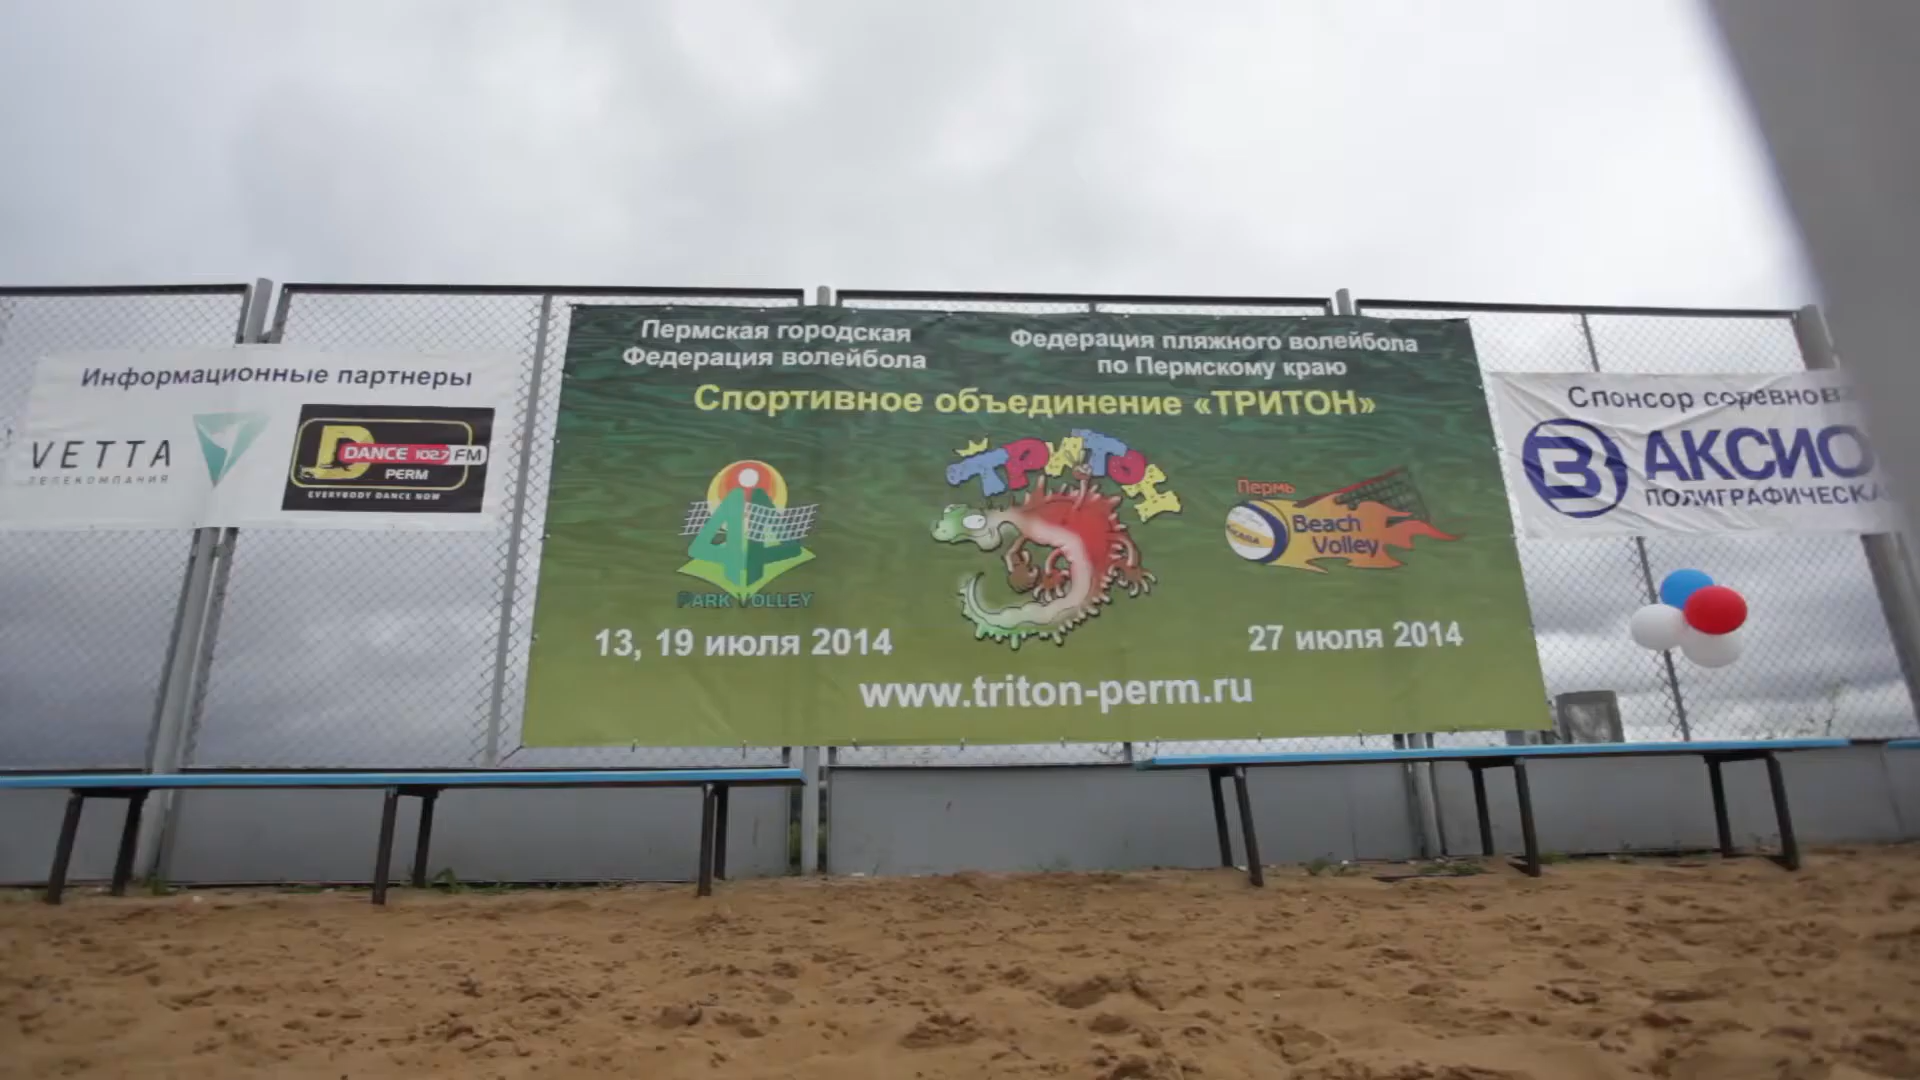 Информационные партнеры
VETTA
ТЕЛЕКОМПАНИЯ
D
DANCE 102.7 FM
PERM
EVERYBODY DANCE NOW
Пермская городская
Федерация волейбола
Федерация пляжного волейбола
по Пермскому краю
Спортивное объединение «ТРИТОН»
ТРИТОН
PARK VOLLEY
Пермь
Beach
Volley
13, 19 июля 2014
27 июля 2014
www.triton-perm.ru
Спонсор соревнов
АКСИО
ПОЛИГРАФИЧЕСКА